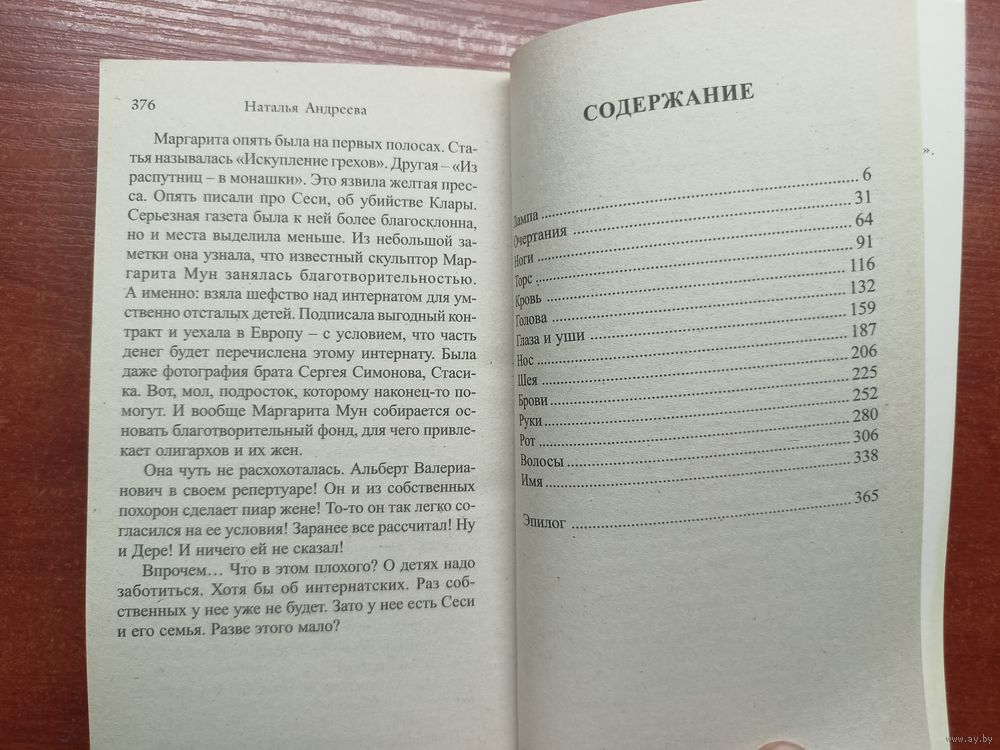 376
Наталья Андреева
Маргарита опять была на первых полосах. Ста-
тья называлась «Искупление грехов». Другая – «Из
распутниц – в монашки». Это язвила желтая прес-
са. Опять писали про Сеси, об убийстве Клары.
Серьезная газета была к ней более благосклонна,
но и места выделила меньше. Из небольшой за-
метки она узнала, что известный скульптор Мар-
гарита Мун занялась благотворительностью.
А именно: взяла шефство над интернатом для ум-
ственно отсталых детей. Подписала выгодный кон-
тракт и уехала в Европу – с условием, что часть
денег будет перечислена этому интернату. Была
даже фотография брата Сергея Симонова, Стаси-
ка. Вот, мол, подросток, которому наконец-то по-
могут. И вообще Маргарита Мун собирается ос-
новать благотворительный фонд, для чего привле-
кает олигархов и их жен.
Она чуть не расхохоталась. Альберт Валериа-
нович в своем репертуаре! Он и из собственных
похорон сделает пиар жене! То-то он так легко со-
гласился на ее условия! Заранее все рассчитал! Ну
и Дере! И ничего ей не сказал!
Впрочем… Что в этом плохого? О детях надо
заботиться. Хотя бы об интернатских. Раз соб-
ственных у нее уже не будет. Зато у нее есть Сеси
и его семья. Разве этого мало?
СОДЕРЖАНИЕ
Лампа 6
Очертания 31
Ноги 64
Торс 91
Кровь 116
Голова 132
Глаза и уши 159
Нос 187
Шея 206
Брови 225
Руки 252
Рот 280
Волосы 306
Имя 338
Эпилог 365
».
www.ay.by